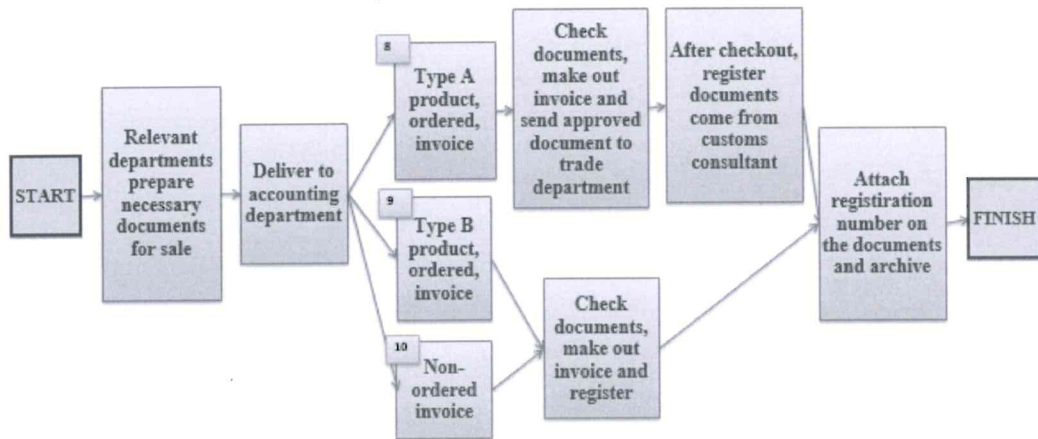 START
Relevant
departments
prepare
necessary
documents
for sale
Deliver to
accounting
department
8
Type A
product,
ordered,
invoice
Check
documents,
make out
invoice and
send approved
document to
trade
department
After checkout,
register
documents
come from
customs
consultant
9
Type B
product,
ordered,
invoice
10
Non-
ordered
invoice
Check
documents,
make out
invoice and
register
Attach
registiration
number on
the documents
and archive
FINISH